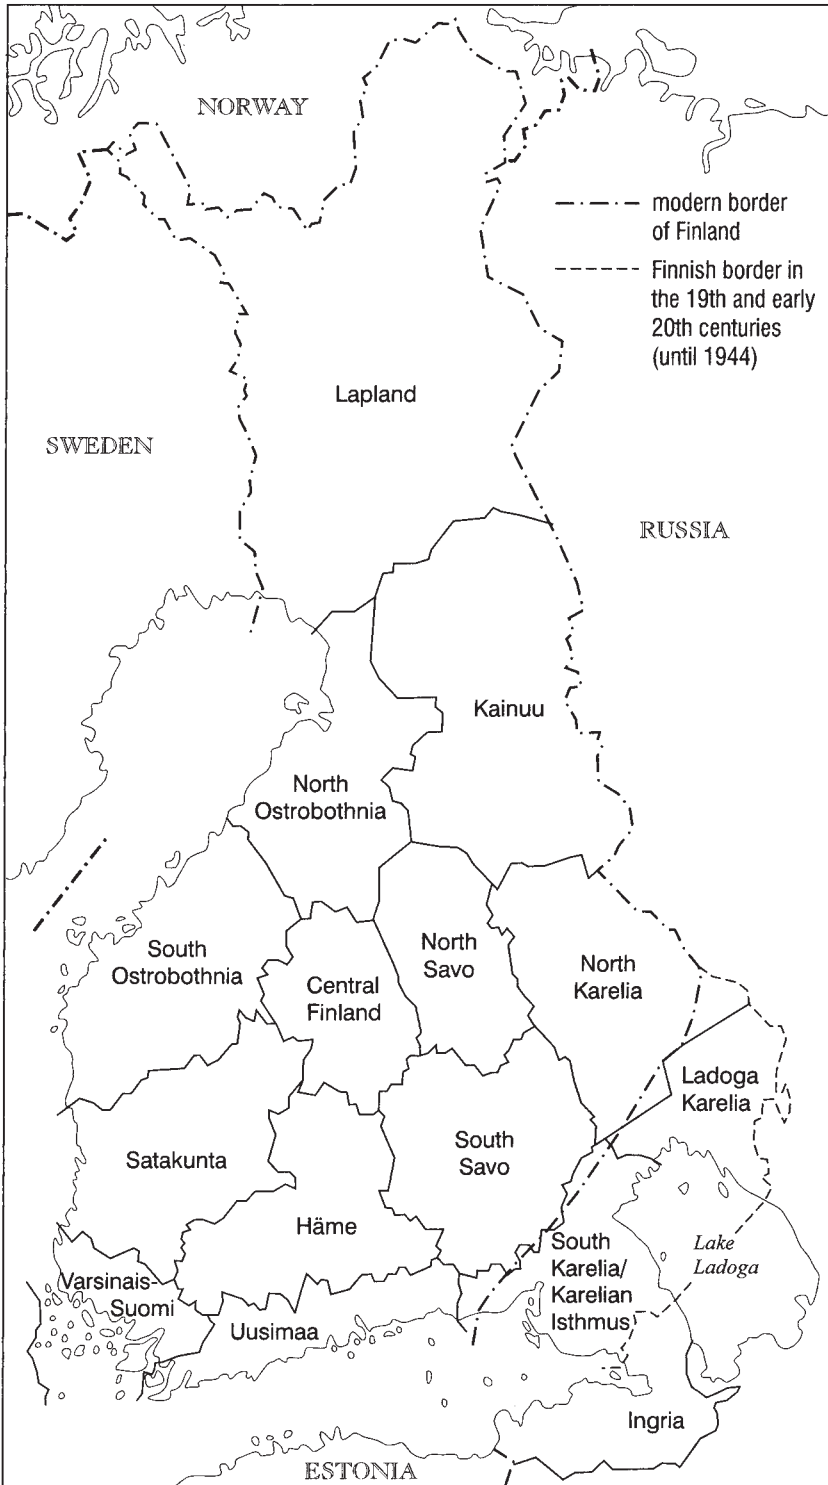 NORWAY
modern border
of Finland
Finnish border in
the 19th and early
20th centuries
(until 1944)
Lapland
SWEDEN
RUSSIA
Kainuu
North
Ostrobothnia
South
Ostrobothnia
Central
Finland
North
Savo
North
Karelia
Ladoga
Karelia
Satakunta
South
Savo
Häme
South
Karelia/
Karelian
Isthmus
Lake
Ladoga
Varsinais-
Suomi
Uusimaa
Ingria
ESTONIA